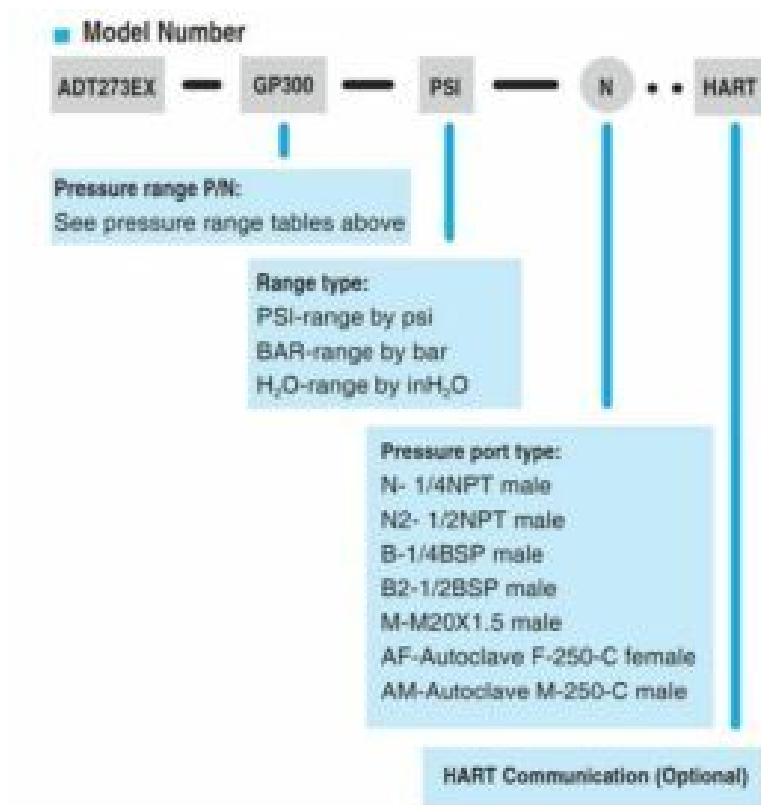 Model Number
ADT273EX — GP300 — PSI — N • • HART
Pressure range P/N:
See pressure range tables above
Range type:
PSI-range by psi
BAR-range by bar
H₂O-range by inH₂O
Pressure port type:
N- 1/4NPT male
N2- 1/2NPT male
B-1/4BSP male
B2-1/2BSP male
M-M20X1.5 male
AF-Autoclave F-250-C female
AM-Autoclave M-250-C male
HART Communication (Optional)